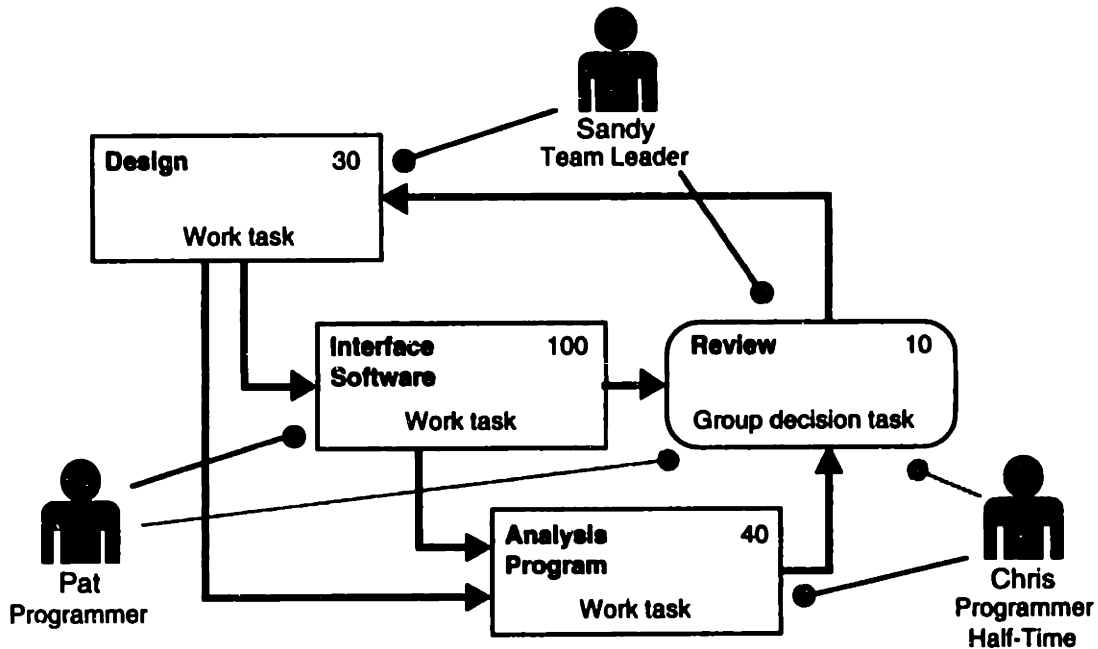 Sandy
Team Leader
Design 30
Work task
Interface 100
Software
Work task
Review 10
Group decision task
Analysis 40
Program
Work task
Pat
Programmer
Chris
Programmer
Half-Time